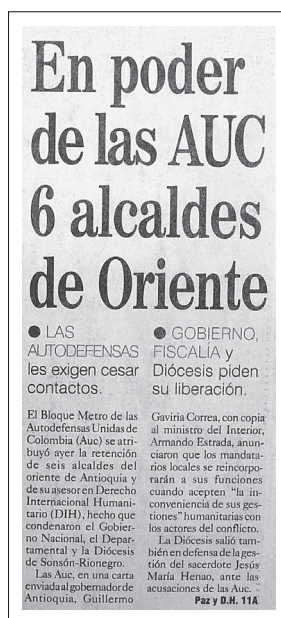 En poder
de las AUC
6 alcaldes
de Oriente
● LAS
AUTODEFENSAS
les exigen cesar
contactos.
● GOBIERNO,
FISCALÍA y
Diócesis piden
su liberación.
El Bloque Metro de las
Autodefensas Unidas de
Colombia (Auc) se atri-
buyó ayer la retención
de seis alcaldes del
oriente de Antioquia y
de su asesor en Derecho
Internacional Humani-
tario (DIH), hecho que
condenaron el Gobier-
no Nacional, el Depar-
tamental y la Diócesis
de Sonsón-Rionegro.
Las Auc, en una carta
enviada al gobernador de
Antioquia, Guillermo
Gaviria Correa, con copia
al ministro del Interior,
Armando Estrada, anun-
ciaron que los mandata-
rios locales se reincorpo-
rarán a sus funciones
cuando acepten “la in-
conveniencia de sus ges-
tiones” humanitarias con
los actores del conflicto.
La Diócesis salió tam-
bién en defensa de la ges-
tión del sacerdote Jesús
María Henao, ante las
acusaciones de las Auc.
Paz y D.H. 11A